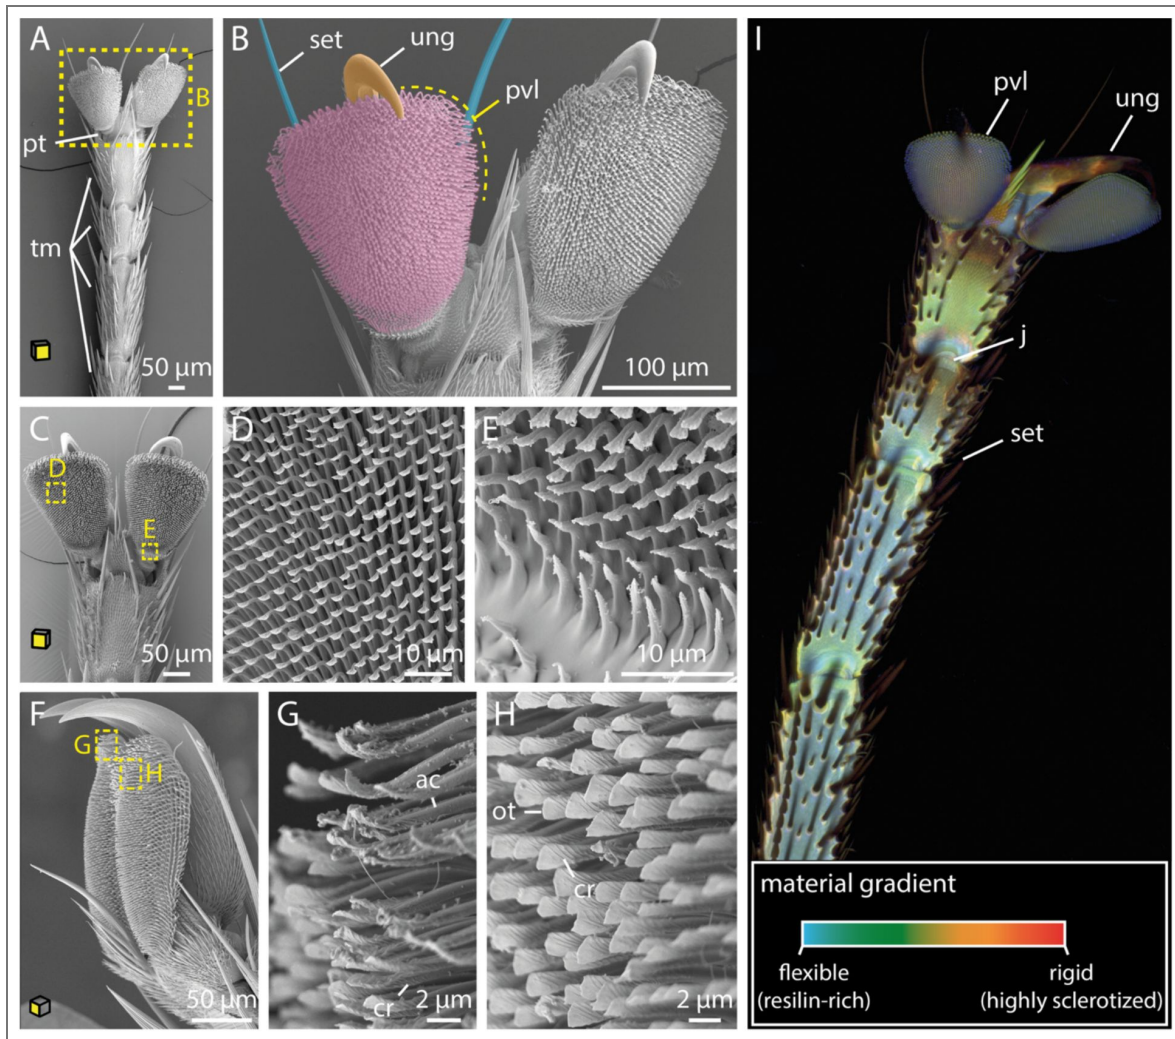 A
B
pt
tm
50 µm
B
set
ung
pvl
100 µm
C
D
E
50 µm
D
10 µm
E
10 µm
F
G
H
50 µm
G
ac
cr
2 µm
H
ot
cr
2 µm
I
pvl
ung
j
set
material gradient
flexible
(resilin-rich)
rigid
(highly sclerotized)